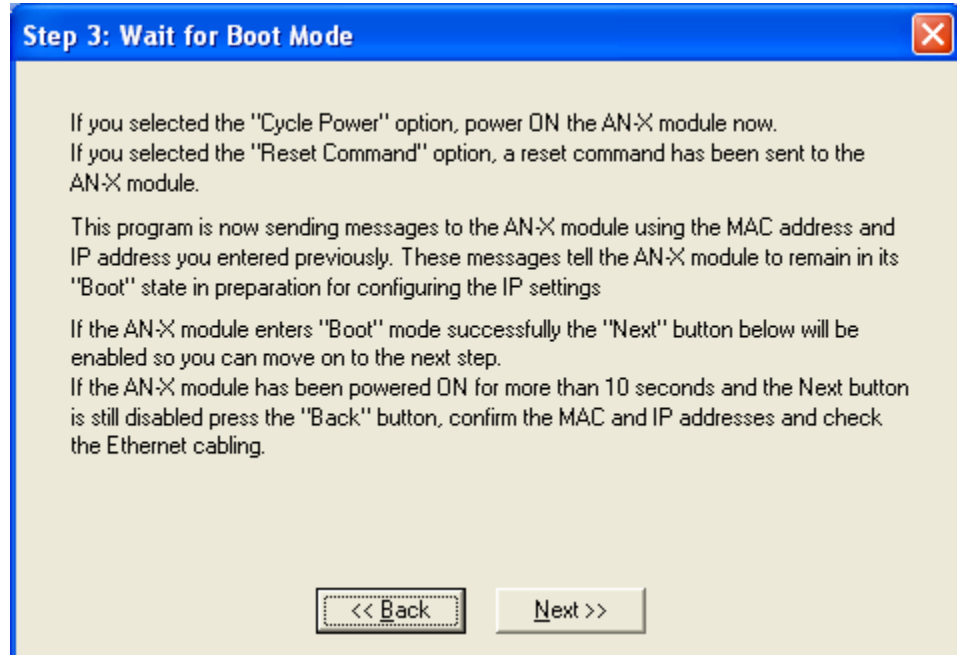 Step 3: Wait for Boot Mode
If you selected the "Cycle Power" option, power ON the AN-X module now.
If you selected the "Reset Command" option, a reset command has been sent to the
AN-X module.
This program is now sending messages to the AN-X module using the MAC address and
IP address you entered previously. These messages tell the AN-X module to remain in its
"Boot" state in preparation for configuring the IP settings
If the AN-X module enters "Boot" mode successfully the "Next" button below will be
enabled so you can move on to the next step.
If the AN-X module has been powered ON for more than 10 seconds and the Next button
is still disabled press the "Back" button, confirm the MAC and IP addresses and check
the Ethernet cabling.
<< Back Next >>